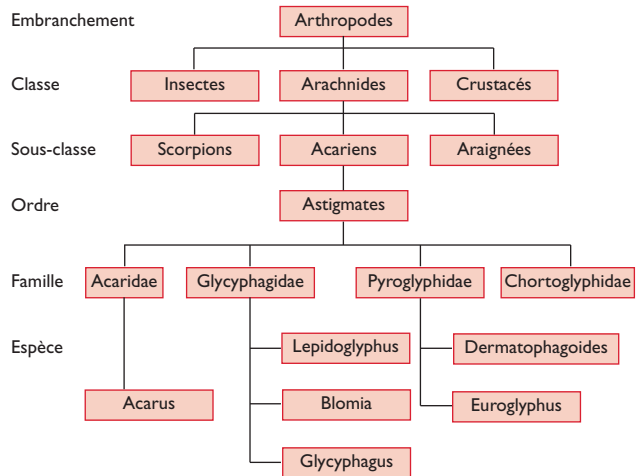 Embranchement Arthropodes
Classe Insectes Arachnides Crustacés
Sous-classe Scorpions Acariens Araignées
Ordre Astigmates
Famille Acaridae Glycyphagidae Pyroglyphidae Chortoglyphidae
Espèce Lepidoglyphus Dermatophagoides
Acarus Blomia Euroglyphus
Glycyphagus